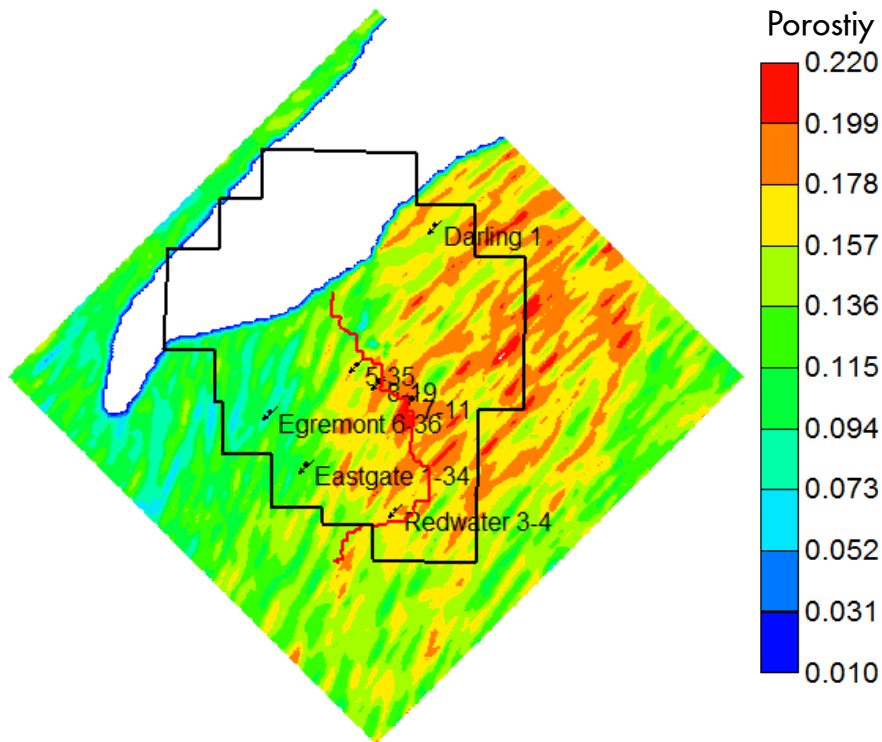 Porostiy
0.220
0.199
0.178
0.157
0.136
0.115
0.094
0.073
0.052
0.031
0.010
Darling 1
5-35
8-19
7-11
Egremont 6-36
Eastgate 1-34
Redwater 3-4